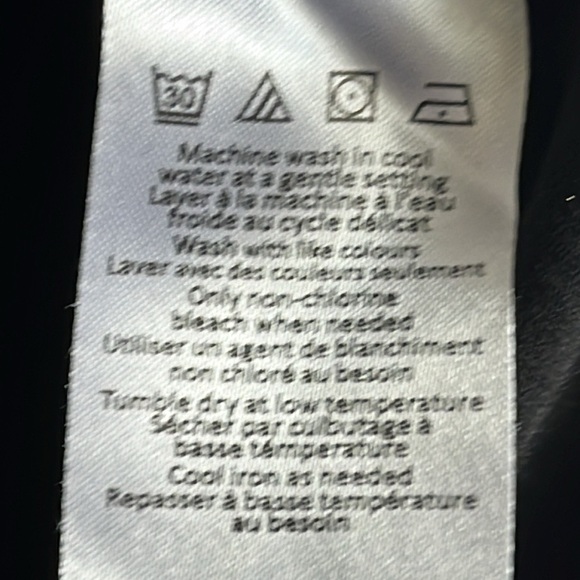 30
Machine wash in cool
water at a gentle setting
Laver à la machine à l'eau
froide au cycle délicat
Wash with like colours
Laver avec des couleurs seulement
Only non-chlorine
bleach when needed
Utiliser un agent de blanchiment
non chloré au besoin
Tumble dry at low temperature
Sécher par culbutage à
basse température
Cool iron as needed
Repasser à basse température
au besoin